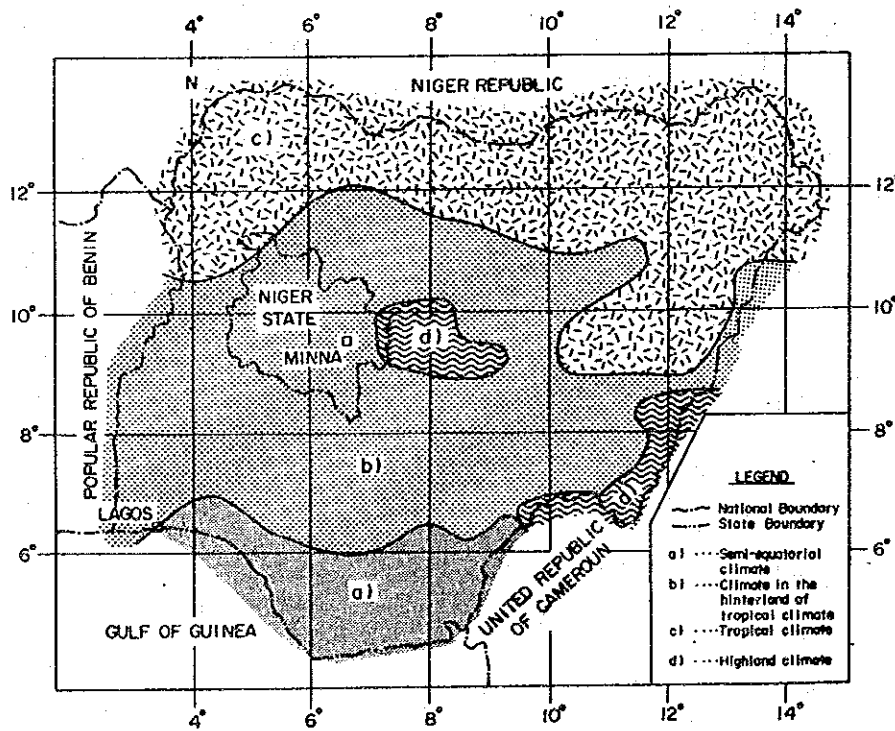 4° 6° 8° 10° 12° 14°
N
NIGER REPUBLIC
c)
12° 12°
POPULAR REPUBLIC OF BENIN
NIGER
STATE
MINNA
10° 10°
d)
8° 8°
b)
LAGOS
6° 6°
a)
d)
UNITED REPUBLIC
OF CAMEROUN
GULF OF GUINEA
LEGEND
National Boundary
State Boundary
a) Semi-equatorial
climate
b) Climate in the
hinterland of
tropical climate
c) Tropical climate
d) Highland climate
4° 6° 8° 10° 12° 14°